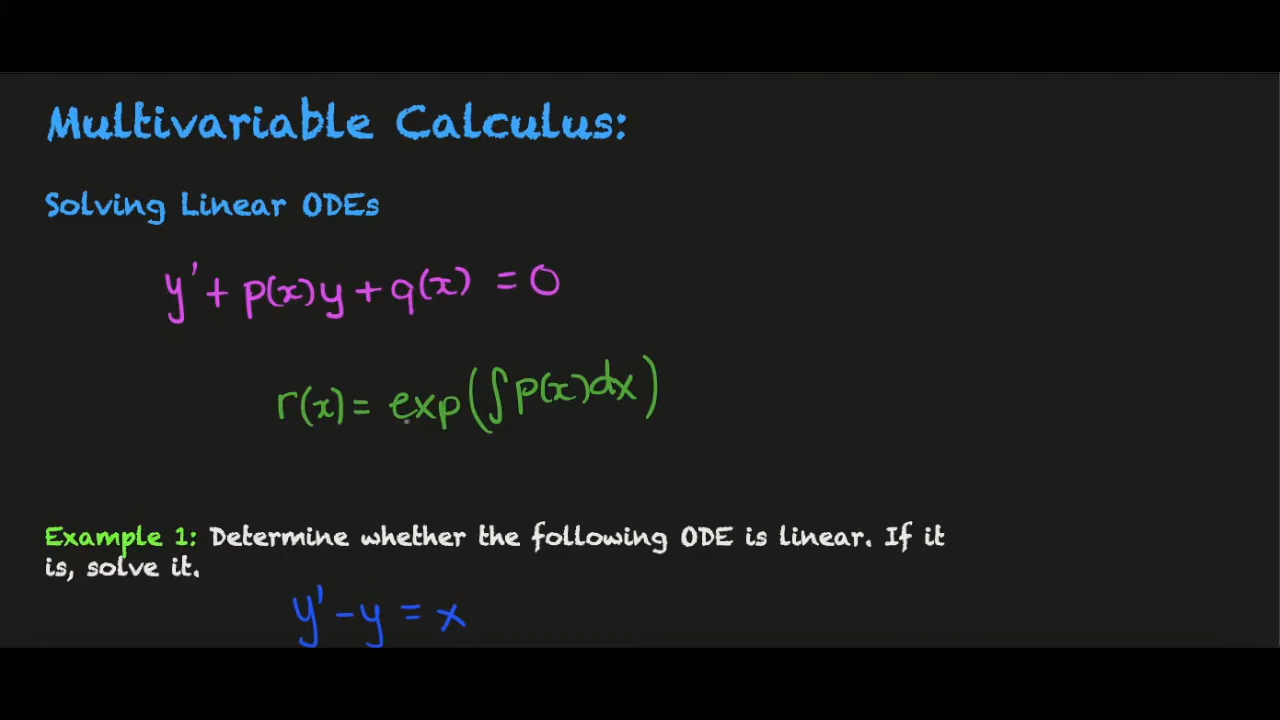 Multivariable Calculus:
Solving Linear ODEs
y' + p(x)y + q(x) = 0
r(x) = exp(∫p(x)dx)
Example 1: Determine whether the following ODE is linear. If it
is, solve it.
y' - y = x